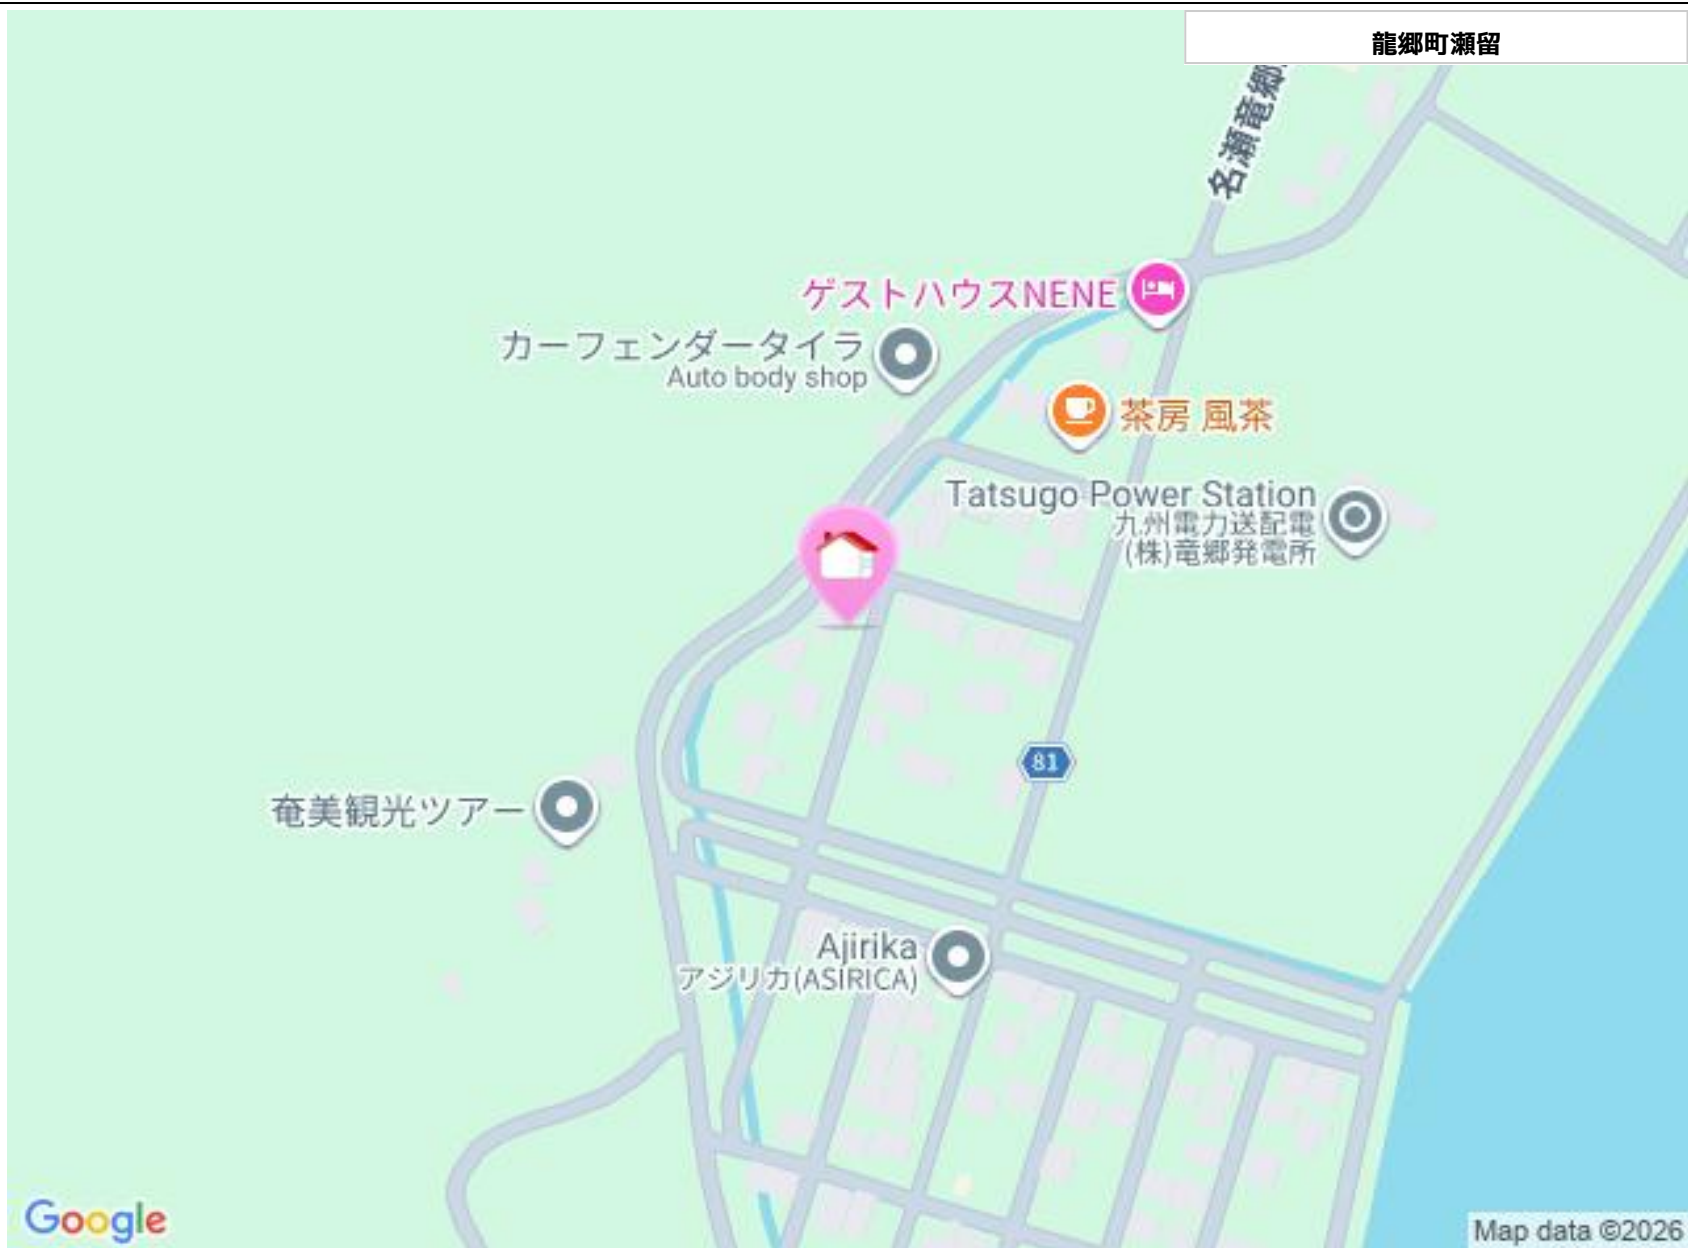 龍郷町瀬留
名瀬竜郷
ゲストハウスNENE
カーフェンダータイラ
Auto body shop
茶房 風茶
Tatsugo Power Station
九州電力送配電
(株)竜郷発電所
81
奄美観光ツアー
Ajirika
アジリカ(ASIRICA)
Google
Map data ©2026